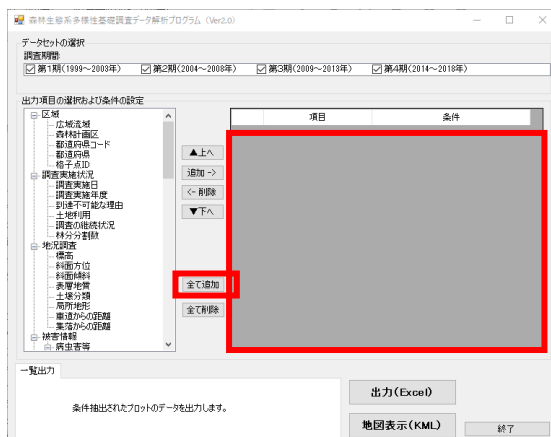 森林生態系多様性基礎調査データ解析プログラム (Ver2.0)
データセットの選択
調査期間:
第1期(1999～2003年) 第2期(2004～2008年) 第3期(2009～2013年) 第4期(2014～2018年)
出力項目の選択および条件の設定
区域
広域流域
森林計画区
都道府県コード
都道府県
格子点ID
調査実施状況
調査実施日
調査実施年度
到達不可能な理由
土地利用
調査の継続状況
林分分割数
地況調査
標高
斜面方位
斜面傾斜
表層地質
土壌分類
局所地形
車道からの距離
集落からの距離
被害情報
病虫害等
▲上へ
追加 ->
<- 削除
▼下へ
全て追加
全て削除
項目 条件
一覧出力
条件抽出されたプロットのデータを出力します。
出力(Excel)
地図表示(KML)
終了